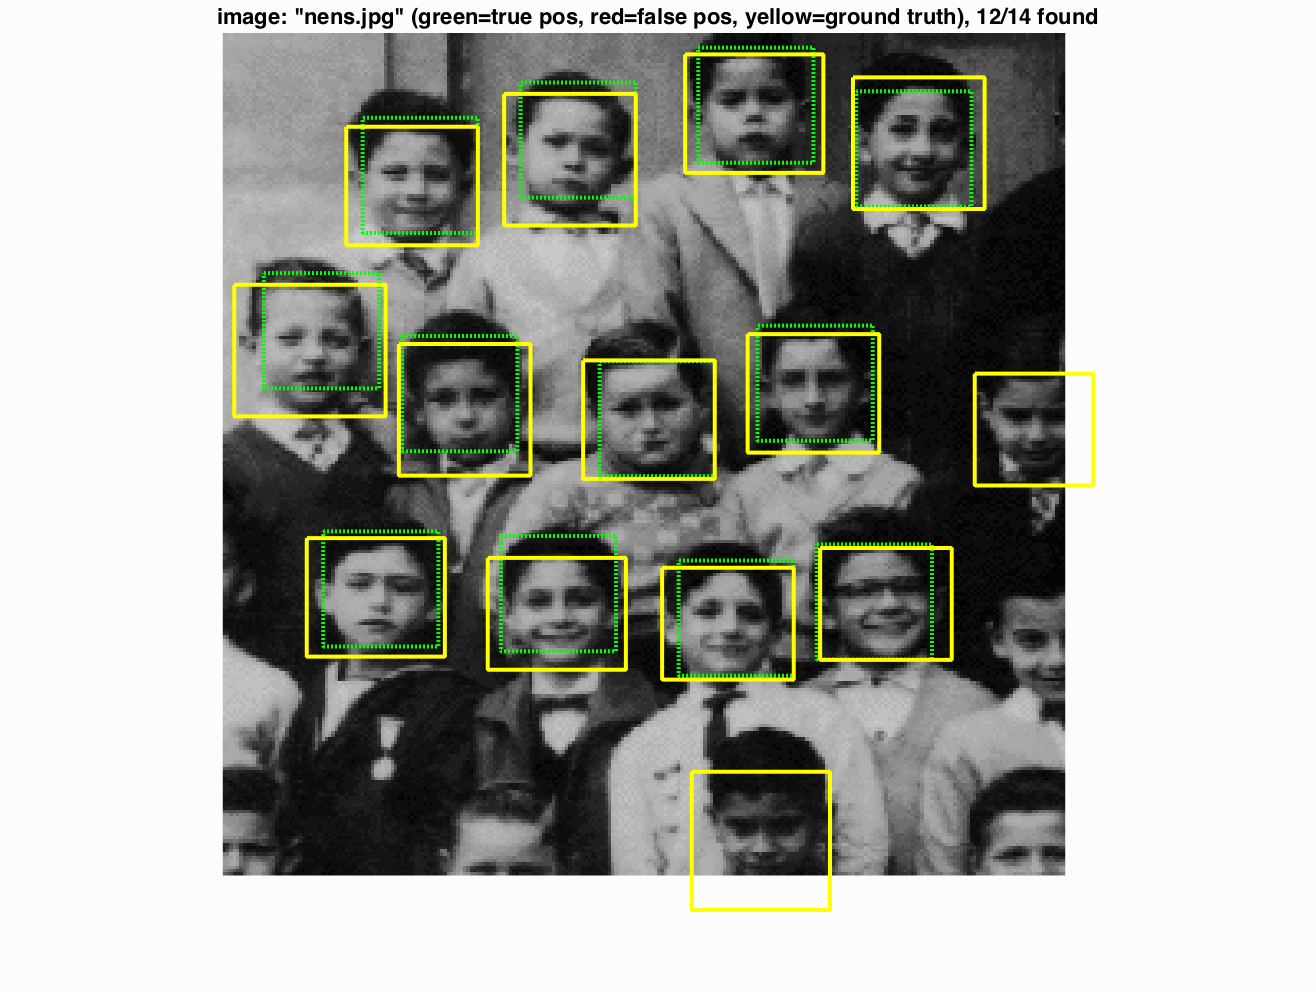 image: "nens.jpg" (green=true pos, red=false pos, yellow=ground truth), 12/14 found